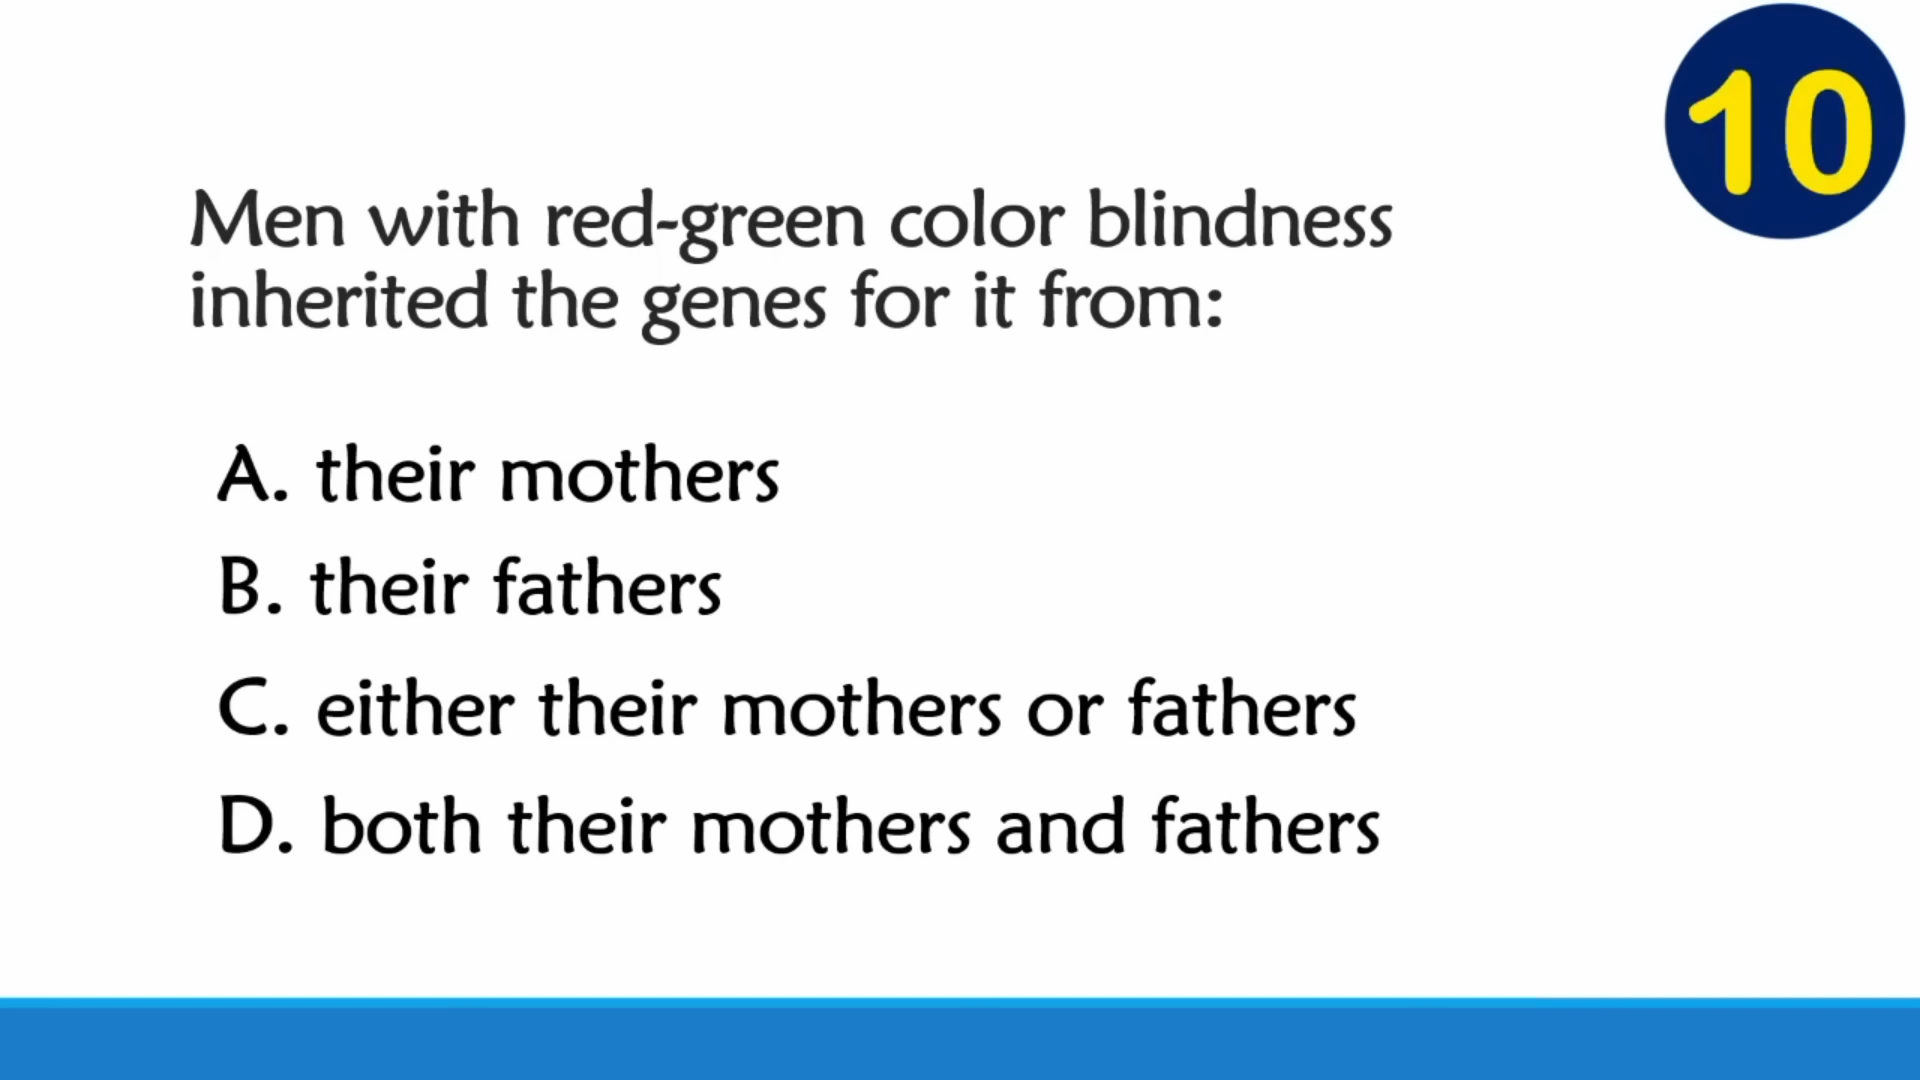 10
Men with red-green color blindness
inherited the genes for it from:
A. their mothers
B. their fathers
C. either their mothers or fathers
D. both their mothers and fathers